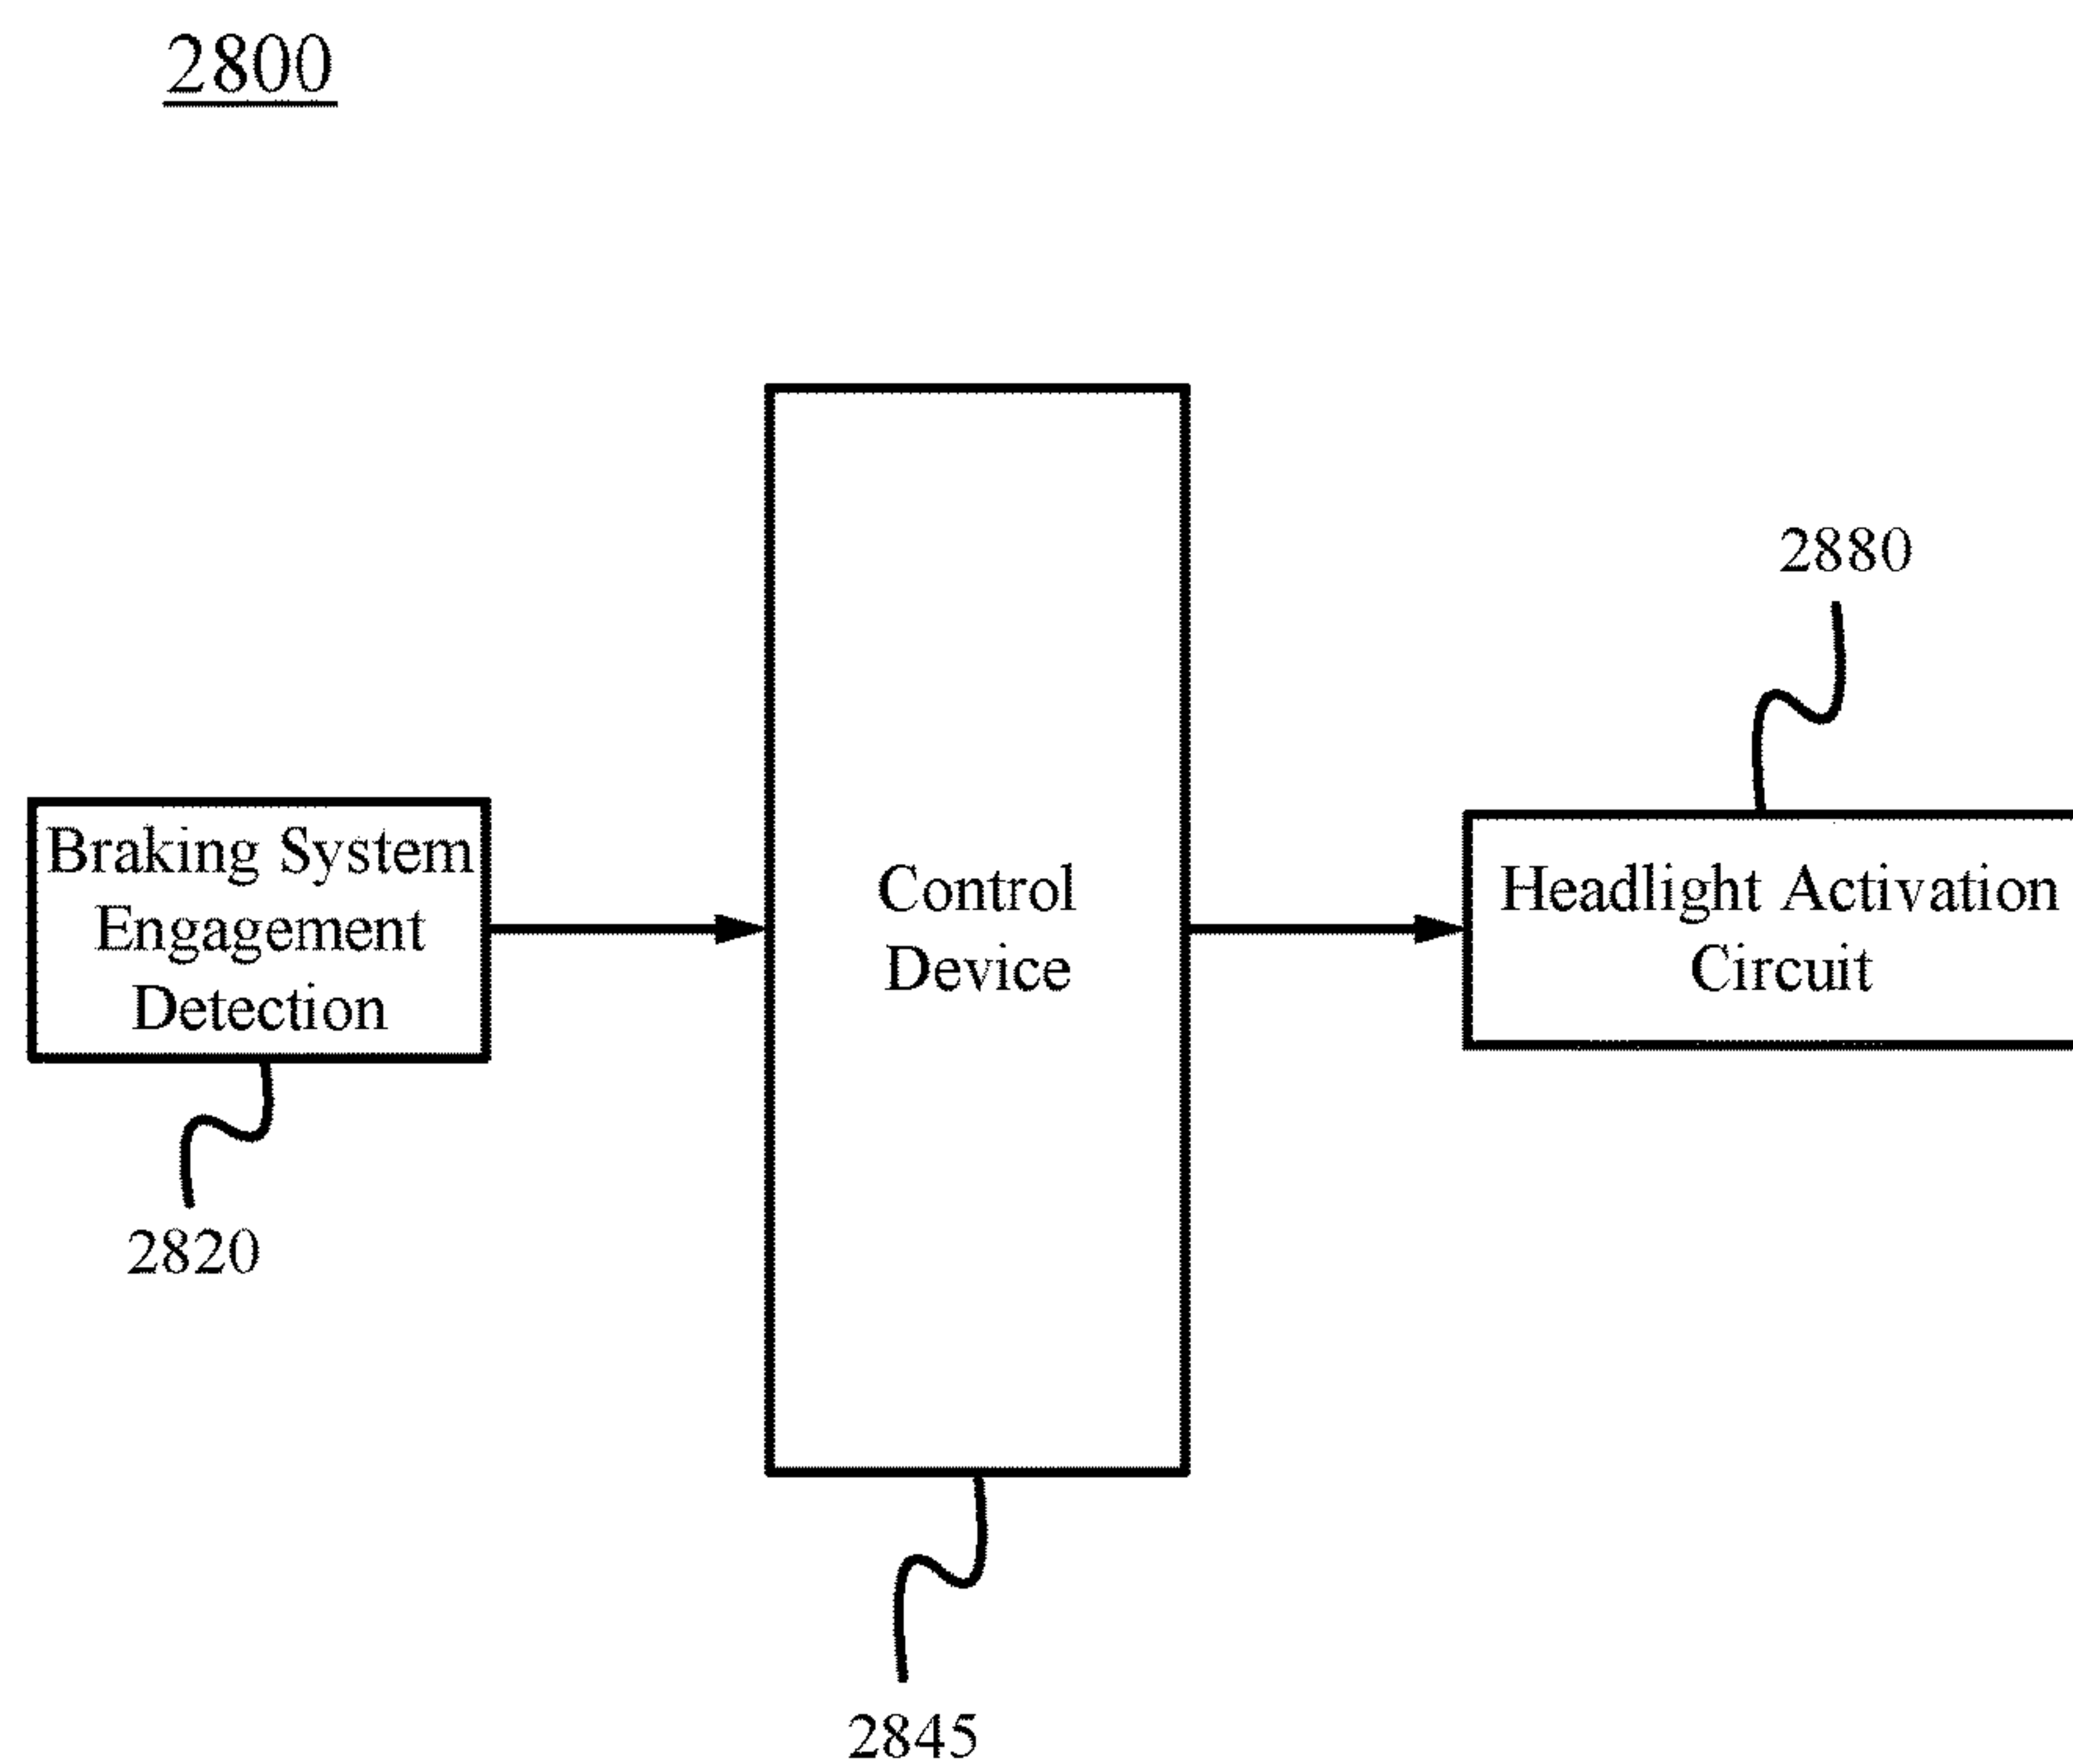 2800
2880
Braking System
Engagement
Detection
Control
Device
Headlight Activation
Circuit
2820
2845